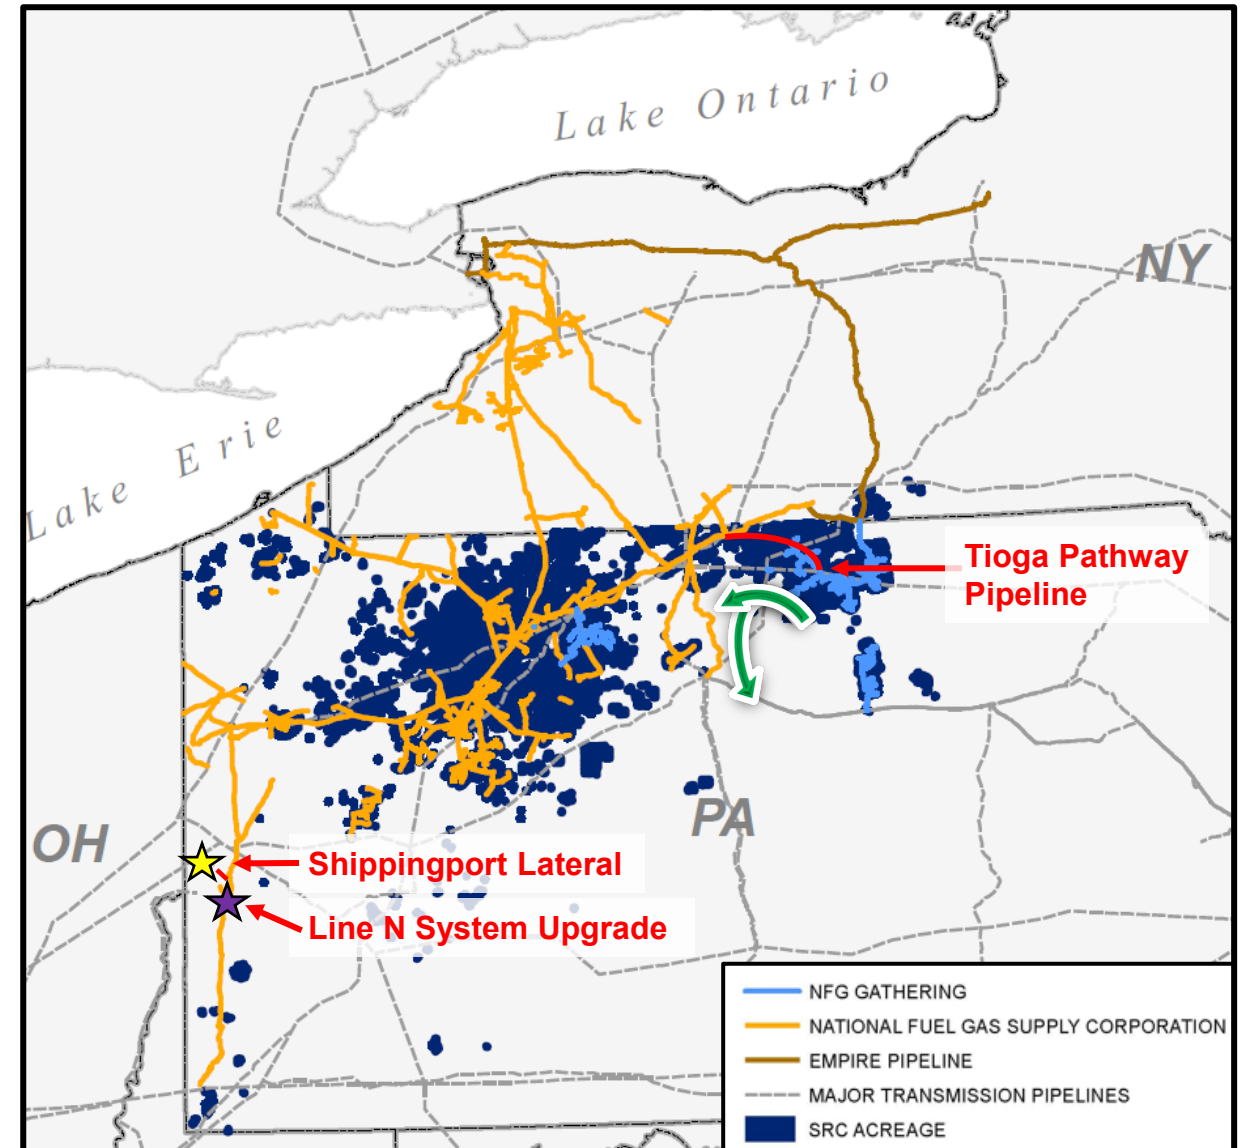 Lake Ontario
NY
Lake Erie
Tioga Pathway
Pipeline
PA
OH
Shippingport Lateral
Line N System Upgrade
NFG GATHERING
NATIONAL FUEL GAS SUPPLY CORPORATION
EMPIRE PIPELINE
MAJOR TRANSMISSION PIPELINES
SRC ACREAGE